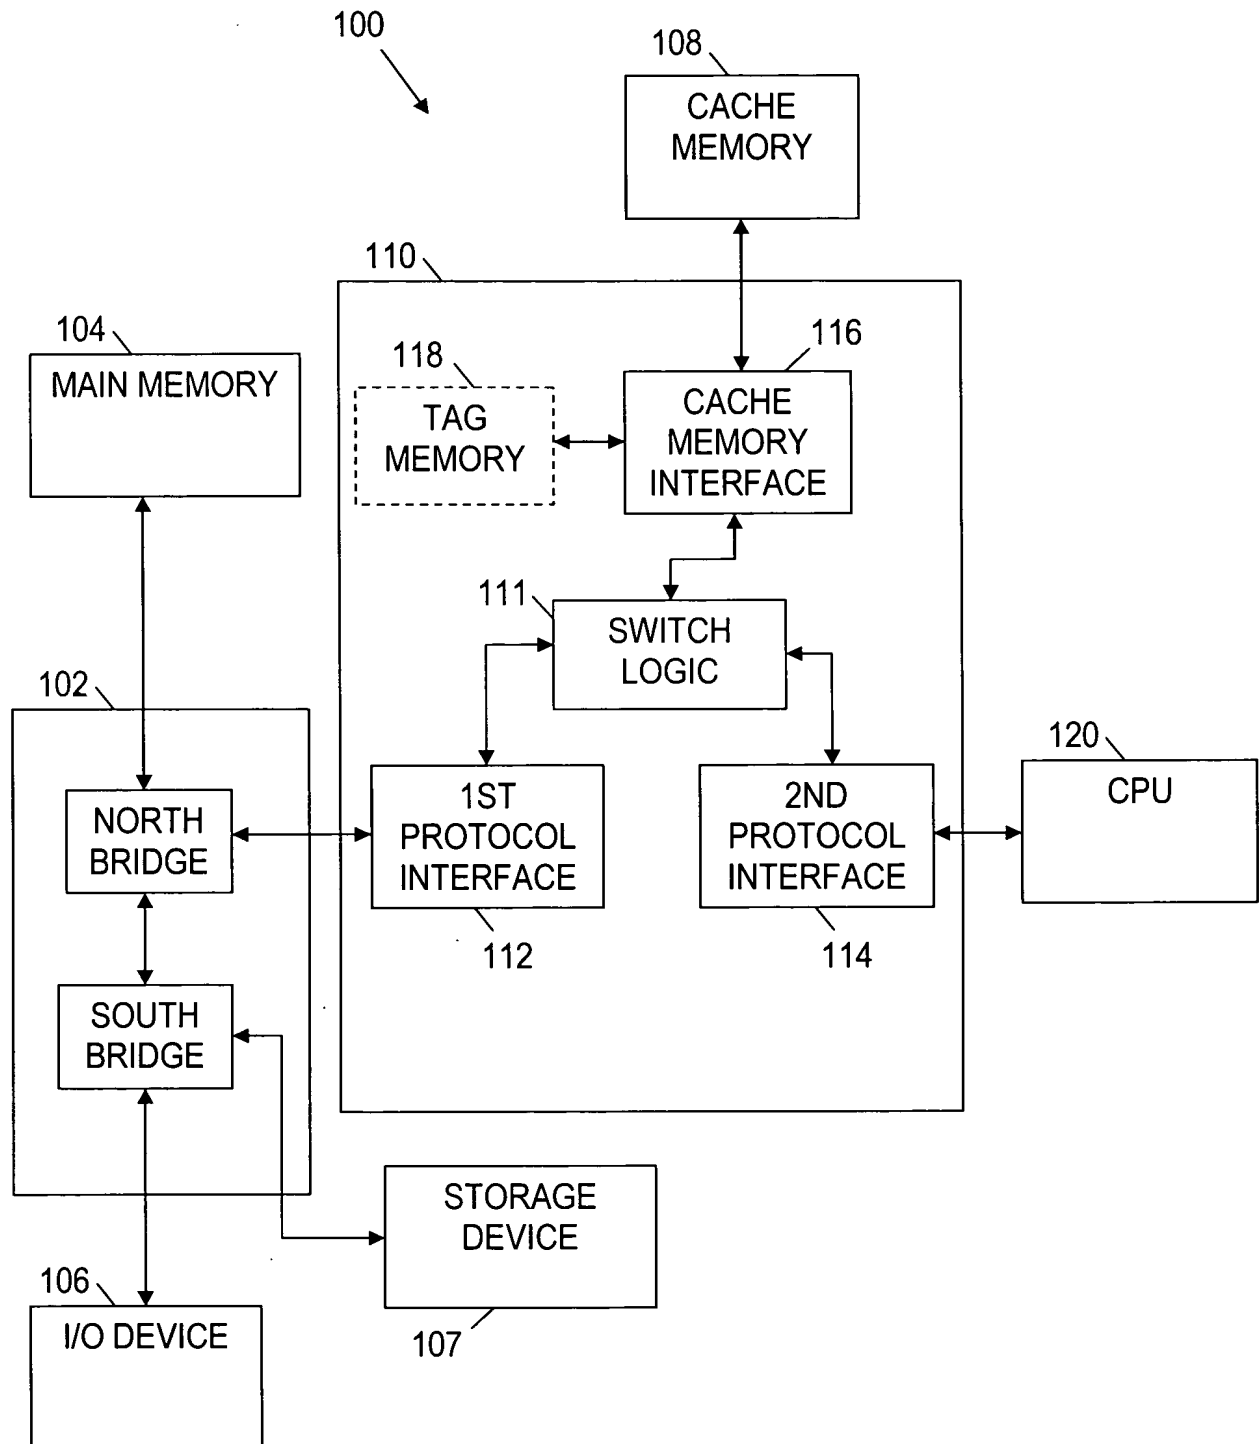 100
108
CACHE
MEMORY
110
104
MAIN MEMORY
118
TAG
MEMORY
116
CACHE
MEMORY
INTERFACE
111
SWITCH
LOGIC
102
NORTH
BRIDGE
1ST
PROTOCOL
INTERFACE
112
2ND
PROTOCOL
INTERFACE
114
120
CPU
SOUTH
BRIDGE
STORAGE
DEVICE
107
106
I/O DEVICE